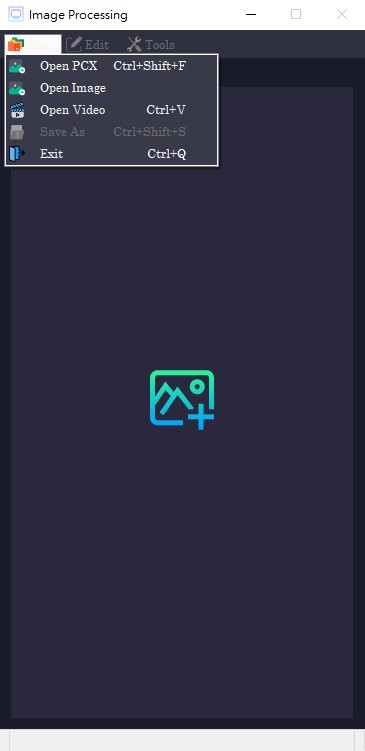 Image Processing
Edit Tools
Open PCX Ctrl+Shift+F
Open Image
Open Video Ctrl+V
Save As Ctrl+Shift+S
Exit Ctrl+Q